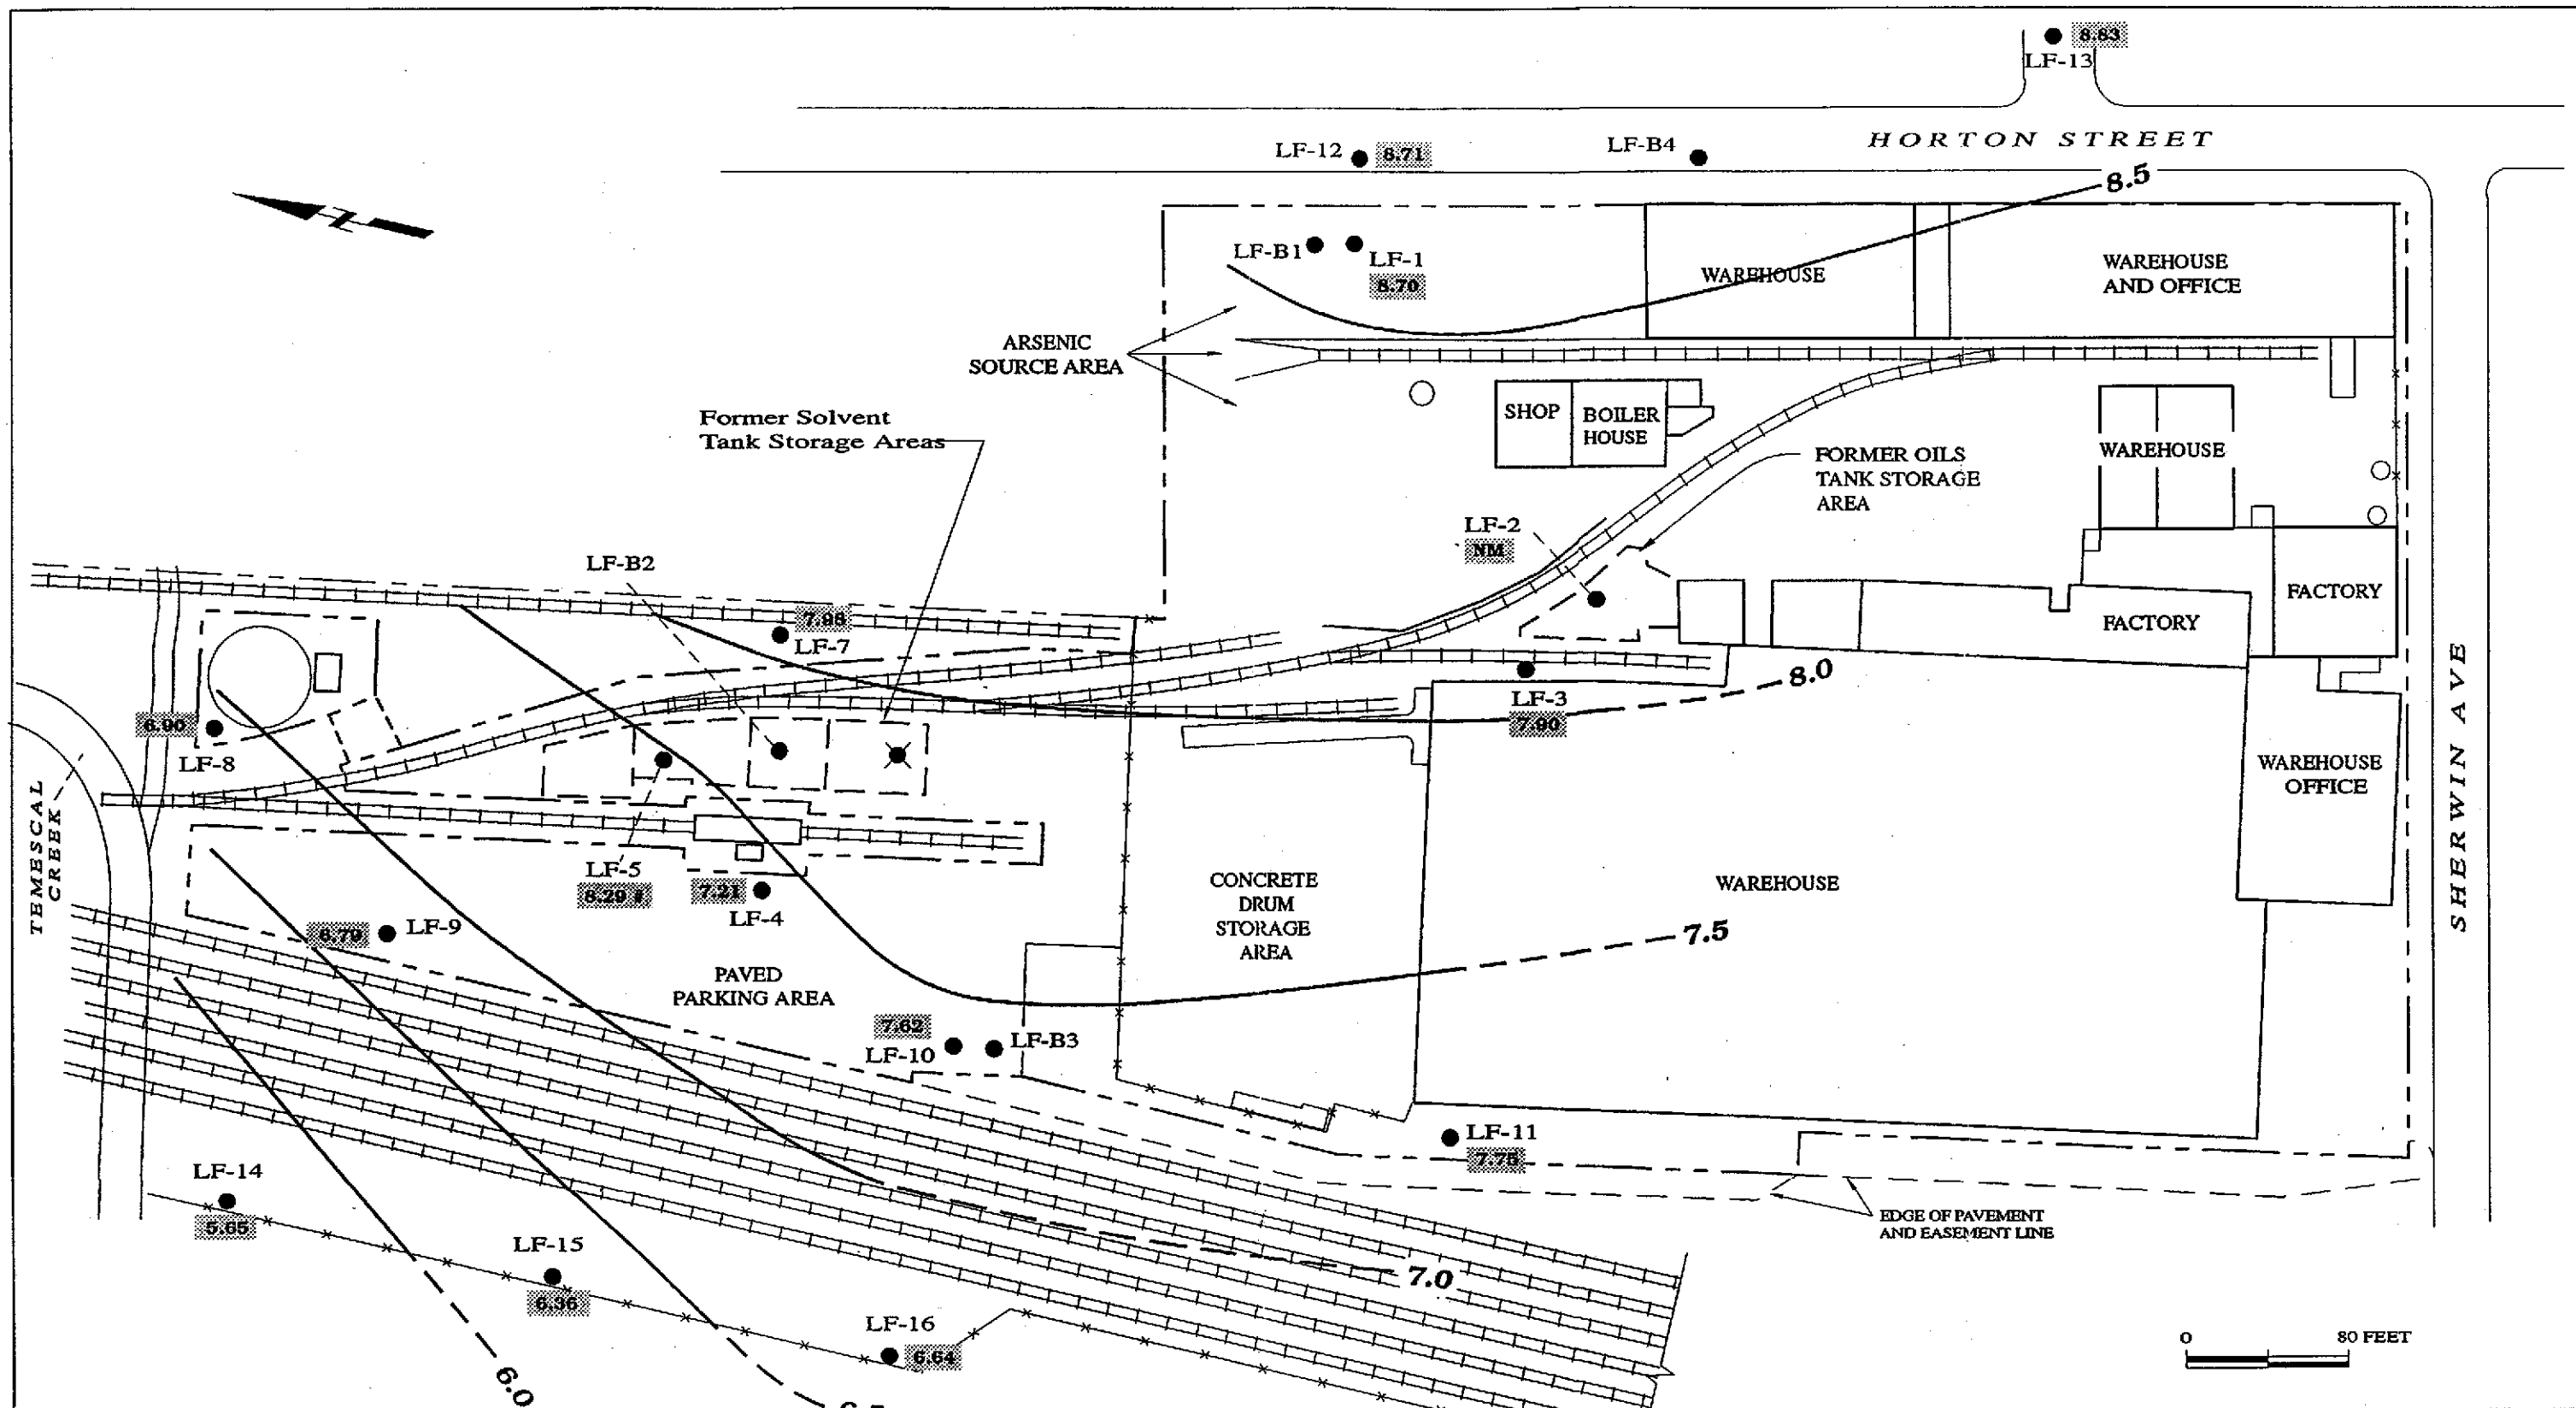 8.83
LF-13
HORTON STREET
LF-12
8.71
LF-B4
8.5
LF-B1
LF-1
8.70
WAREHOUSE
WAREHOUSE
AND OFFICE
ARSENIC
SOURCE AREA
Former Solvent
Tank Storage Areas
SHOP
BOILER
HOUSE
WAREHOUSE
FORMER OILS
TANK STORAGE
AREA
LF-2
NM
LF-B2
FACTORY
FACTORY
LF-7
8.0
LF-3
7.90
6.90
LF-8
TEMESCAL
CREEK
WAREHOUSE
OFFICE
SHERWIN AVE
LF-5
8.29 #
7.21
LF-4
CONCRETE
DRUM
STORAGE
AREA
WAREHOUSE
6.79
LF-9
7.5
PAVED
PARKING AREA
7.62
LF-10
LF-B3
LF-11
7.78
LF-14
5.65
EDGE OF PAVEMENT
AND EASEMENT LINE
LF-15
6.36
7.0
LF-16
6.64
6.0
0
80 FEET